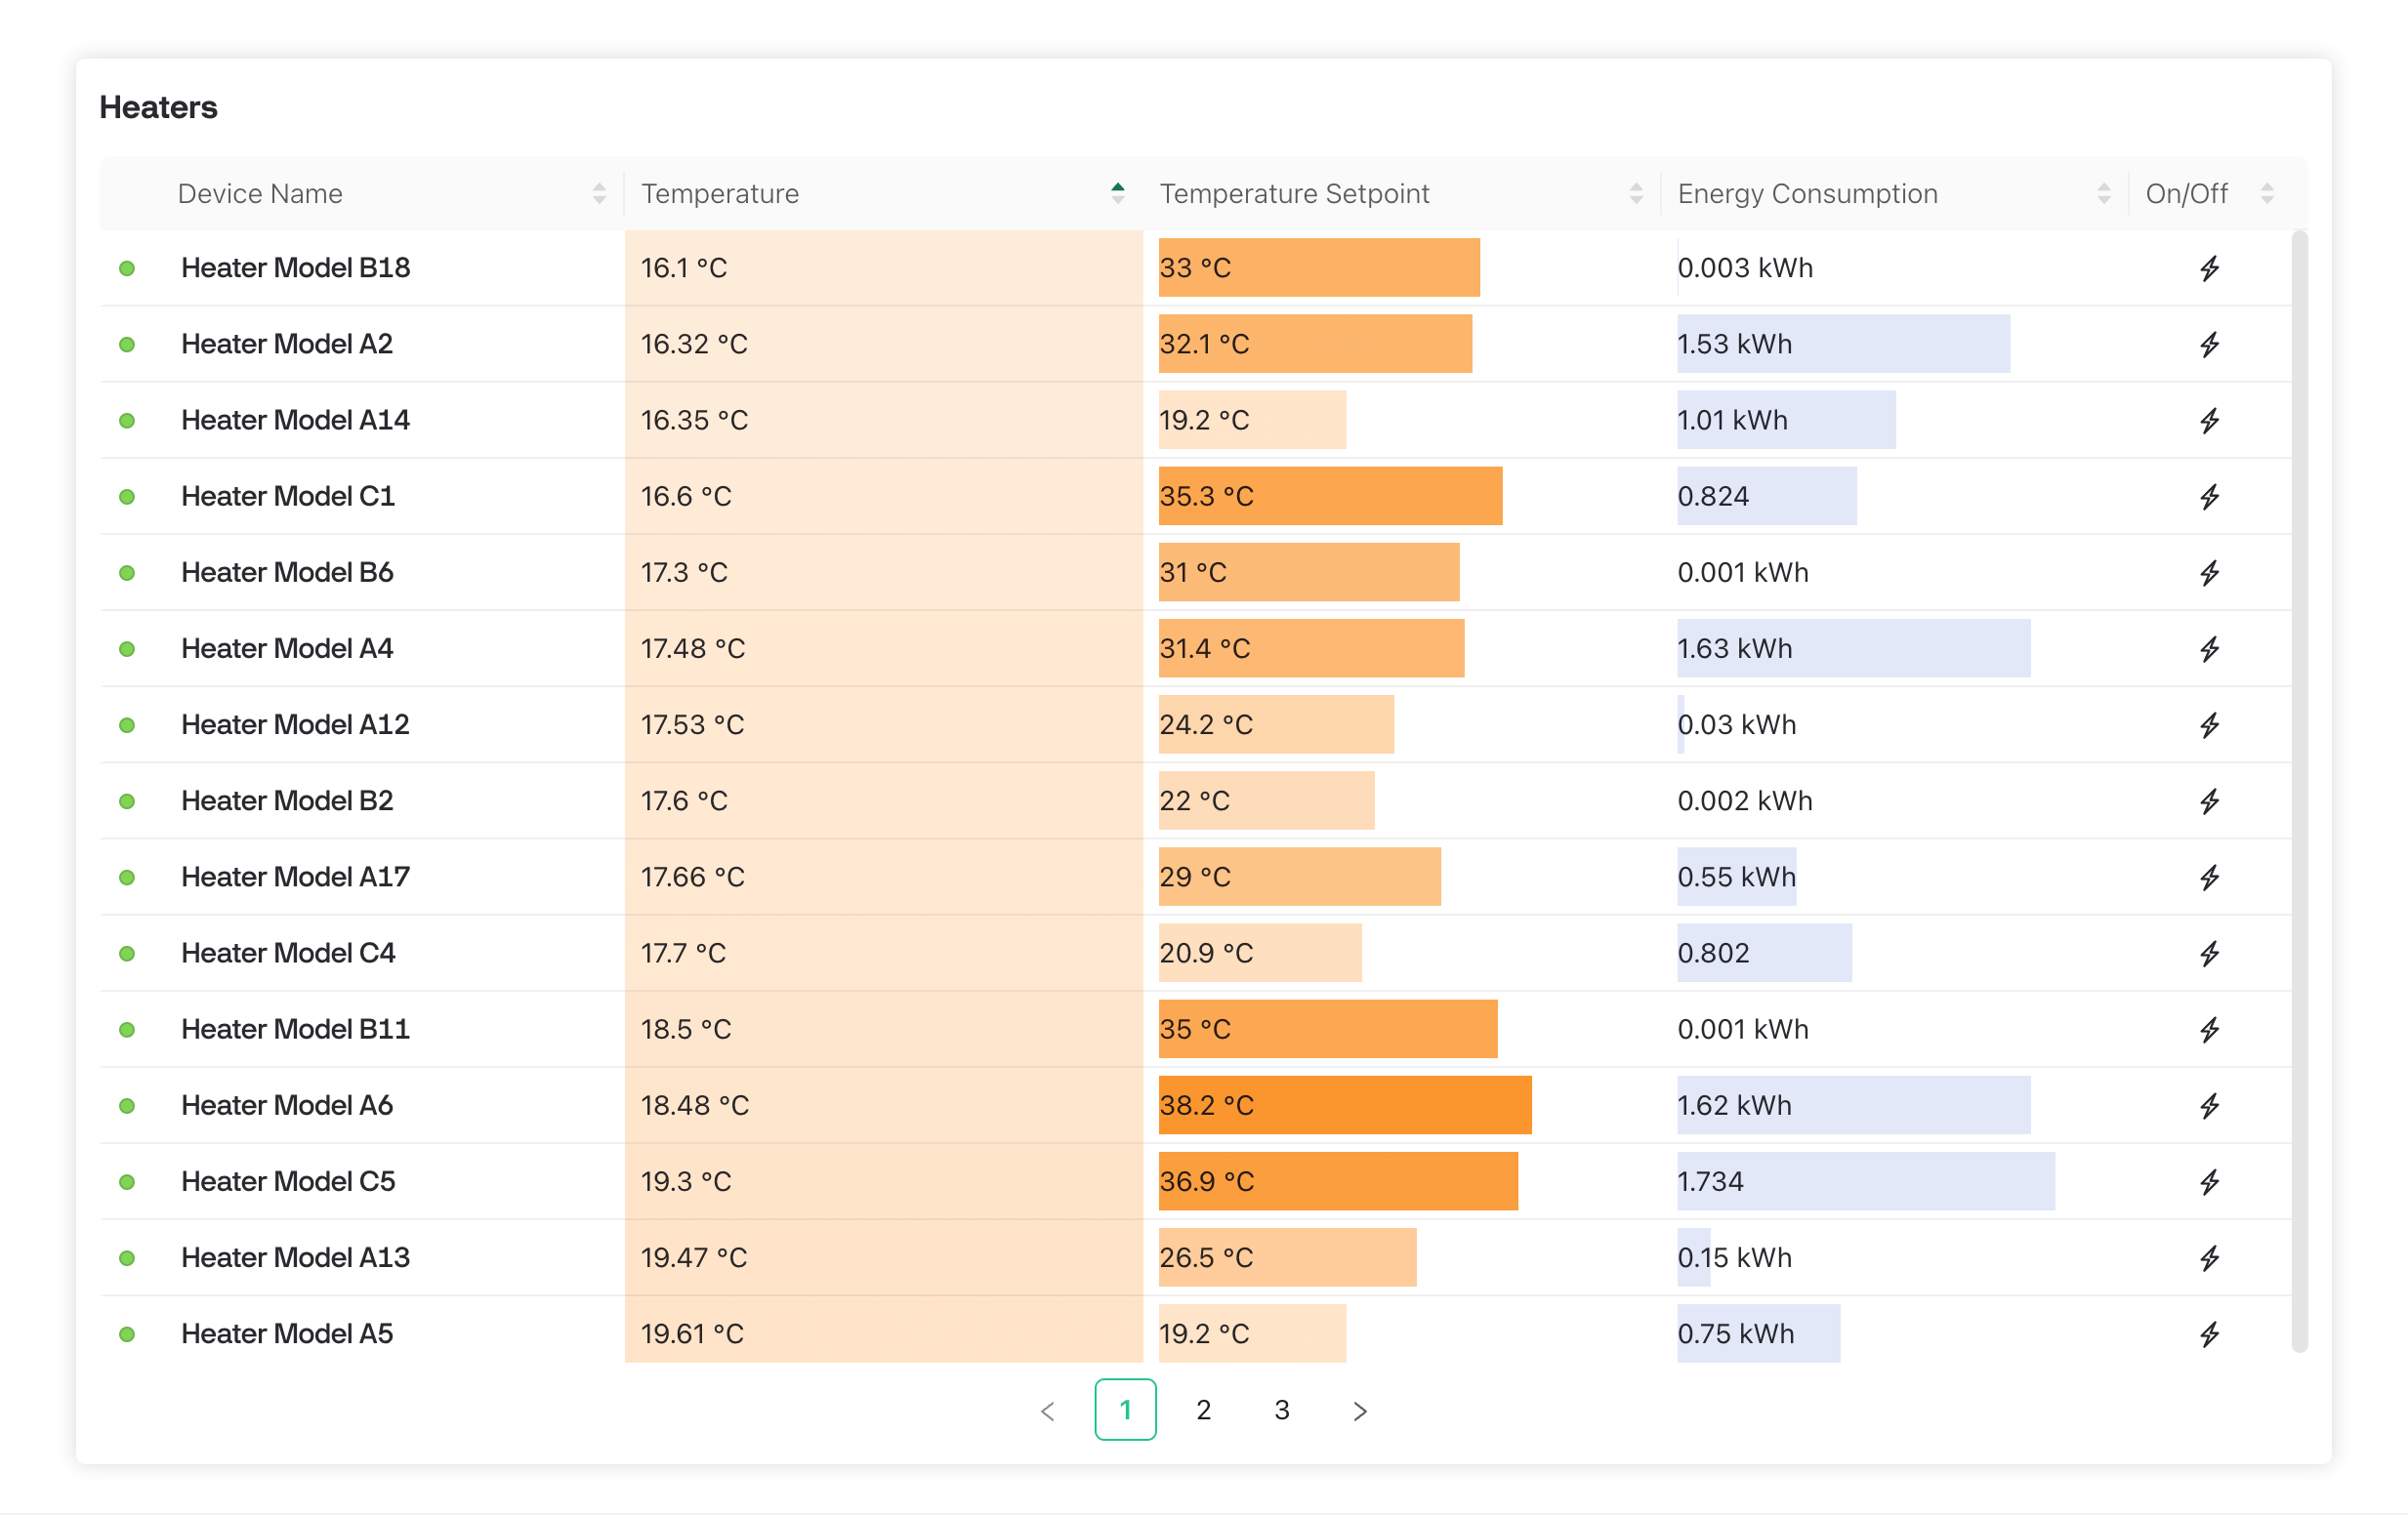 Heaters
Device Name Temperature Temperature Setpoint Energy Consumption On/Off
Heater Model B18 16.1 °C 33 °C 0.003 kWh
Heater Model A2 16.32 °C 32.1 °C 1.53 kWh
Heater Model A14 16.35 °C 19.2 °C 1.01 kWh
Heater Model C1 16.6 °C 35.3 °C 0.824
Heater Model B6 17.3 °C 31 °C 0.001 kWh
Heater Model A4 17.48 °C 31.4 °C 1.63 kWh
Heater Model A12 17.53 °C 24.2 °C 0.03 kWh
Heater Model B2 17.6 °C 22 °C 0.002 kWh
Heater Model A17 17.66 °C 29 °C 0.55 kWh
Heater Model C4 17.7 °C 20.9 °C 0.802
Heater Model B11 18.5 °C 35 °C 0.001 kWh
Heater Model A6 18.48 °C 38.2 °C 1.62 kWh
Heater Model C5 19.3 °C 36.9 °C 1.734
Heater Model A13 19.47 °C 26.5 °C 0.15 kWh
Heater Model A5 19.61 °C 19.2 °C 0.75 kWh
< 1 2 3 >